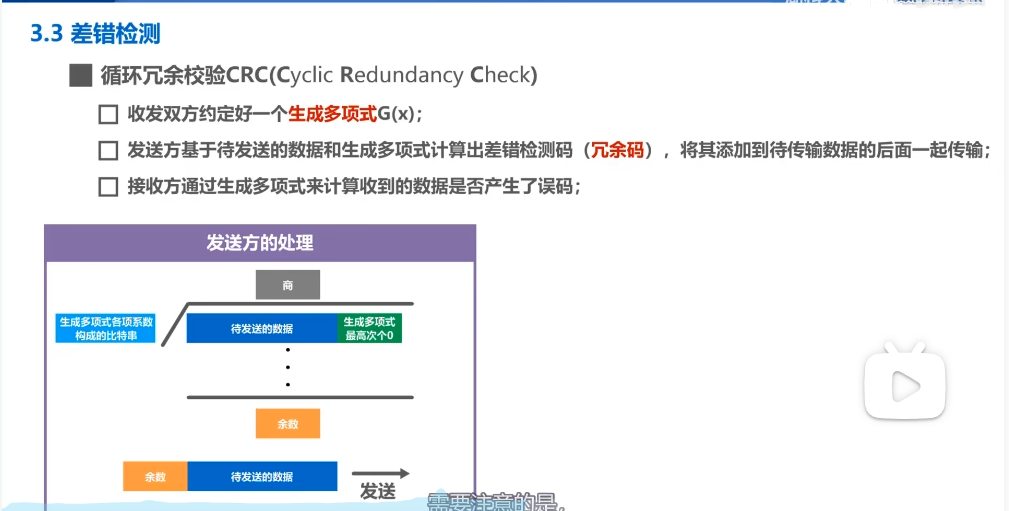 3.3 差错检测
循环冗余校验CRC(Cyclic Redundancy Check)
收发双方约定好一个生成多项式G(x)；
发送方基于待发送的数据和生成多项式计算出差错检测码（冗余码），将其添加到待传输数据的后面一起传输；
接收方通过生成多项式来计算收到的数据是否产生了误码；
发送方的处理
商
生成多项式各项系数
构成的比特串
待发送的数据
生成多项式
最高次个0
余数
余数
待发送的数据
发送
需要注意的是，